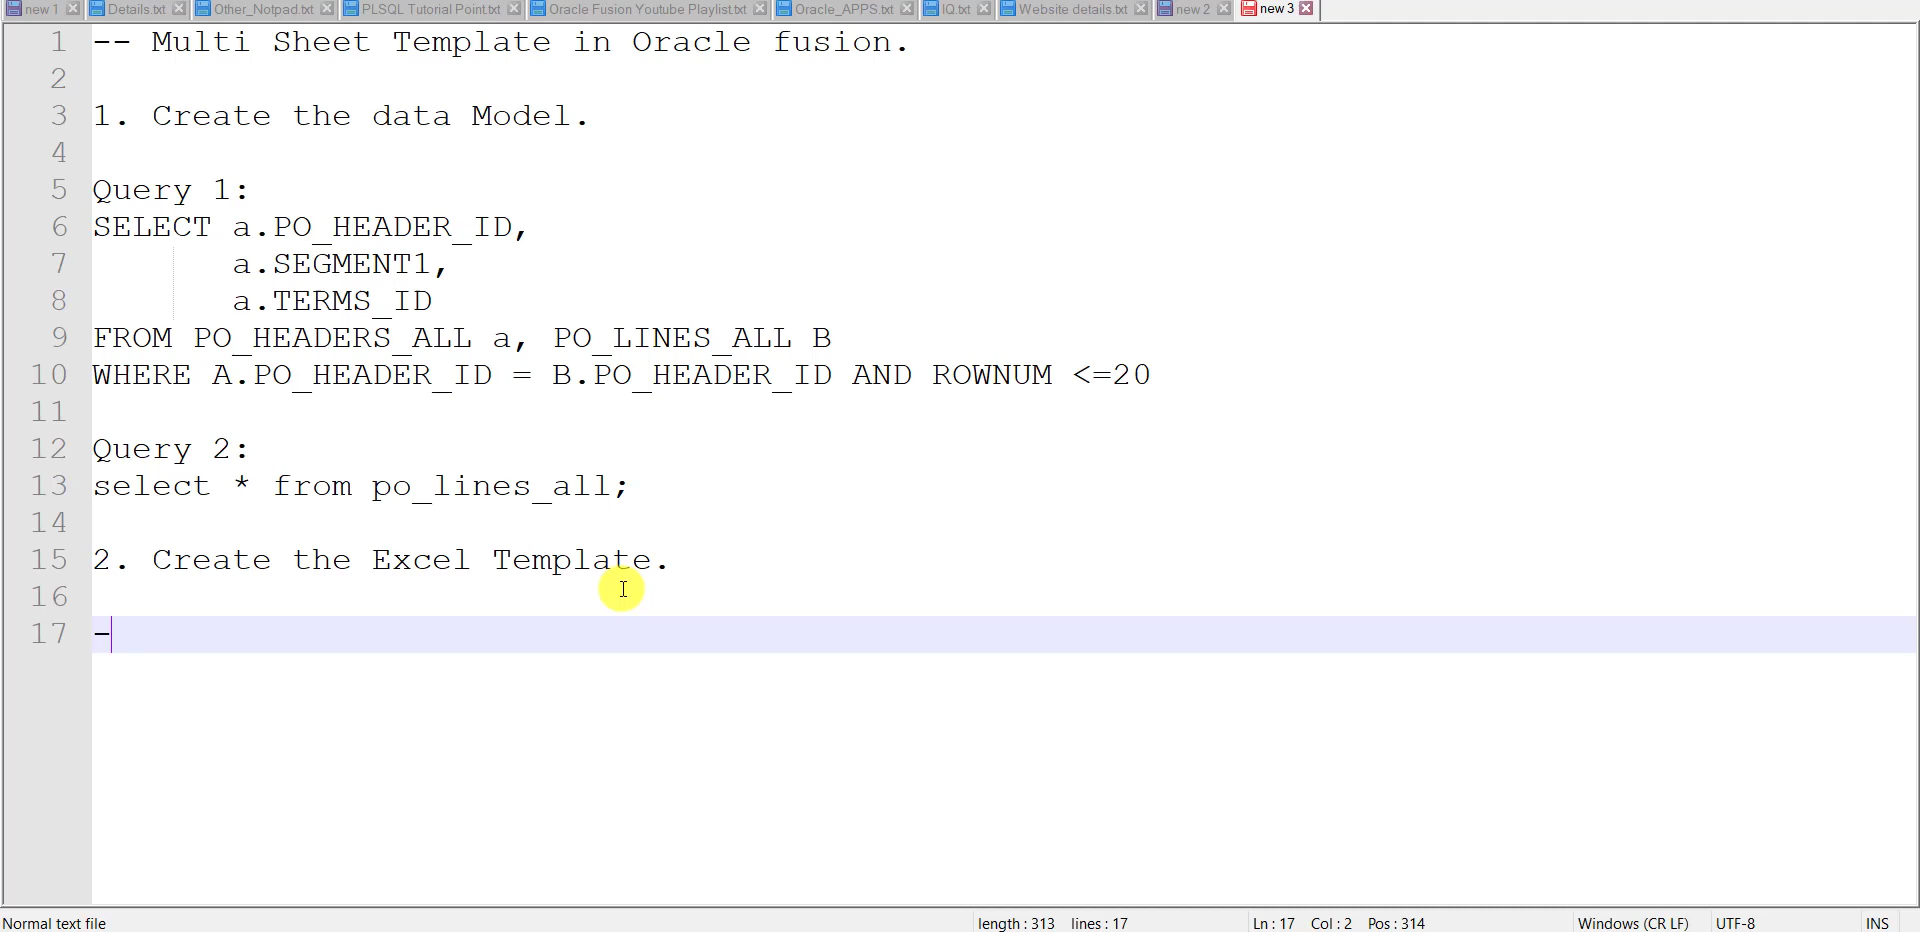 new 1 Details.txt Other_Notpad.txt PLSQL Tutorial Point.txt Oracle Fusion Youtube Playlist.txt Oracle_APPS.txt IQ.txt Website details.txt new 2 new 3
1 -- Multi Sheet Template in Oracle fusion.
2
3 1. Create the data Model.
4
5 Query 1:
6 SELECT a.PO_HEADER_ID,
7 a.SEGMENT1,
8 a.TERMS_ID
9 FROM PO_HEADERS_ALL a, PO_LINES_ALL B
10 WHERE A.PO_HEADER_ID = B.PO_HEADER_ID AND ROWNUM <=20
11
12 Query 2:
13 select * from po_lines_all;
14
15 2. Create the Excel Template.
16
17 -
Normal text file length : 313 lines : 17 Ln : 17 Col : 2 Pos : 314 Windows (CR LF) UTF-8 INS